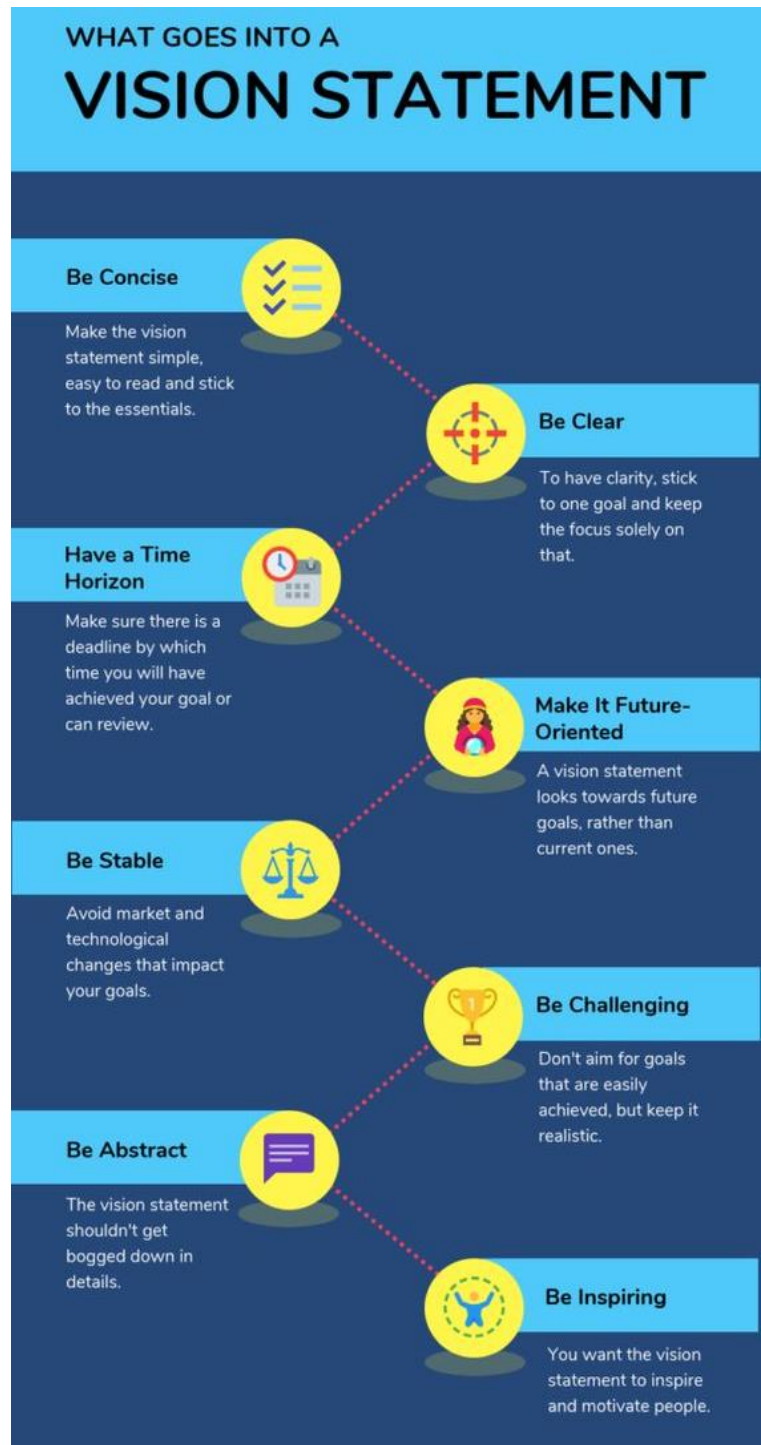 WHAT GOES INTO A
VISION STATEMENT
Be Concise
Make the vision
statement simple,
easy to read and stick
to the essentials.
Be Clear
To have clarity, stick
to one goal and keep
the focus solely on
that.
Have a Time
Horizon
Make sure there is a
deadline by which
time you will have
achieved your goal or
can review.
Make It Future-
Oriented
A vision statement
looks towards future
goals, rather than
current ones.
Be Stable
Avoid market and
technological
changes that impact
your goals.
Be Challenging
Don't aim for goals
that are easily
achieved, but keep it
realistic.
1
Be Abstract
The vision statement
shouldn't get
bogged down in
details.
Be Inspiring
You want the vision
statement to inspire
and motivate people.